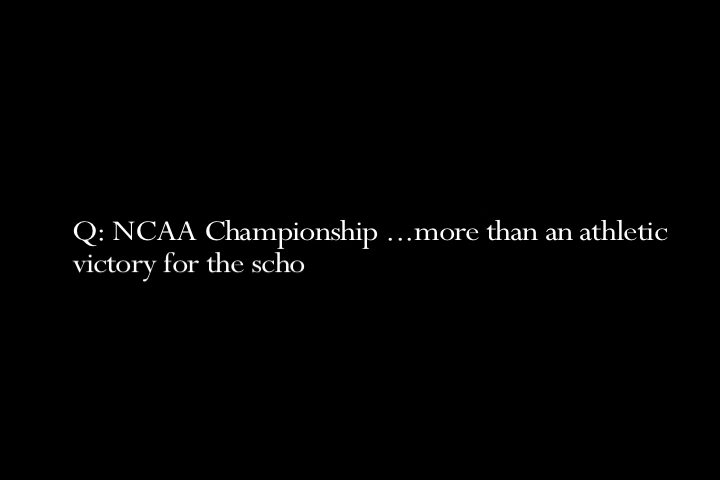 Q: NCAA Championship ...more than an athletic
victory for the scho